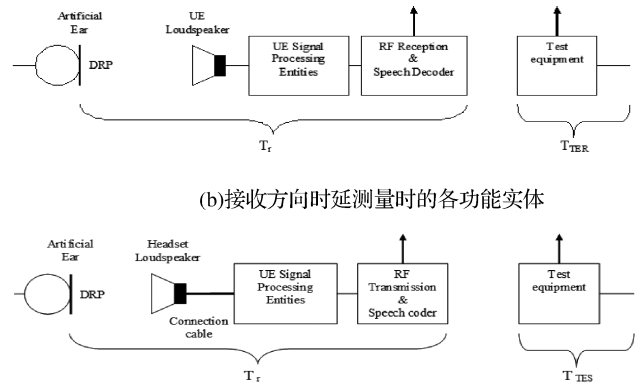 Artificial
Ear
DRP
UE
Loudspeaker
UE Signal
Processing
Entities
RF Reception
&
Speech Decoder
Test
equipment
Tr
TTER
(b)接收方向时延测量时的各功能实体
Artificial
Ear
DRP
Headset
Loudspeaker
Connection
cable
UE Signal
Processing
Entities
RF
Transmission
&
Speech coder
Test
equipment
T r
T TES